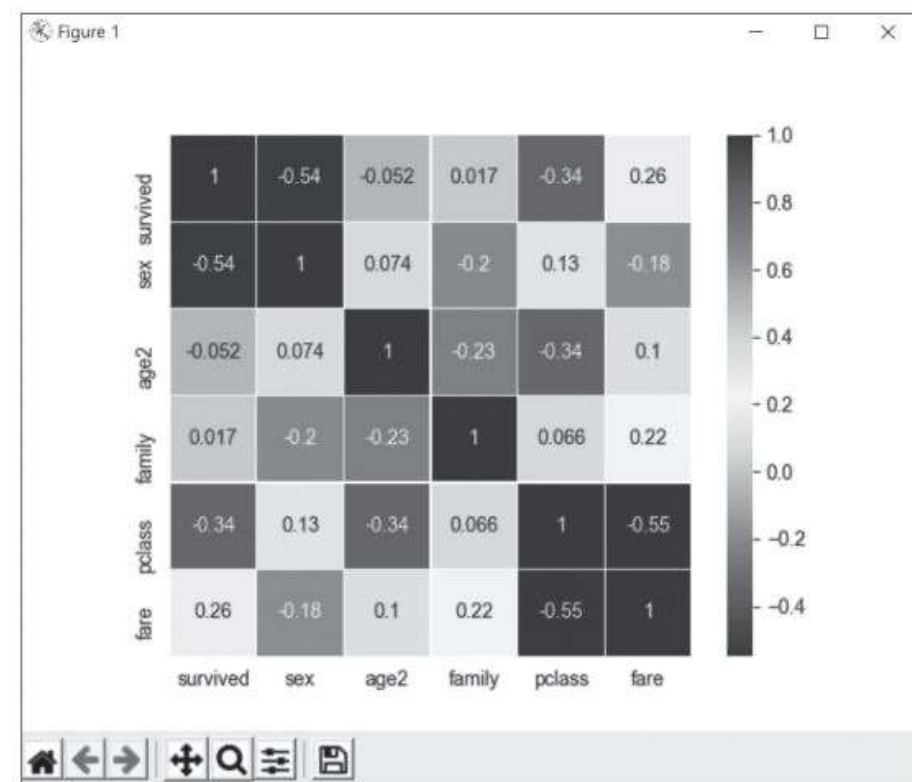 Figure 1
survived 1 -0.54 -0.052 0.017 -0.34 0.26
sex -0.54 1 0.074 -0.2 0.13 -0.18
age2 -0.052 0.074 1 -0.23 -0.34 0.1
family 0.017 -0.2 -0.23 1 0.066 0.22
pclass -0.34 0.13 -0.34 0.066 1 -0.55
fare 0.26 -0.18 0.1 0.22 -0.55 1
survived sex age2 family pclass fare
1.0
0.8
0.6
0.4
0.2
0.0
−0.2
−0.4